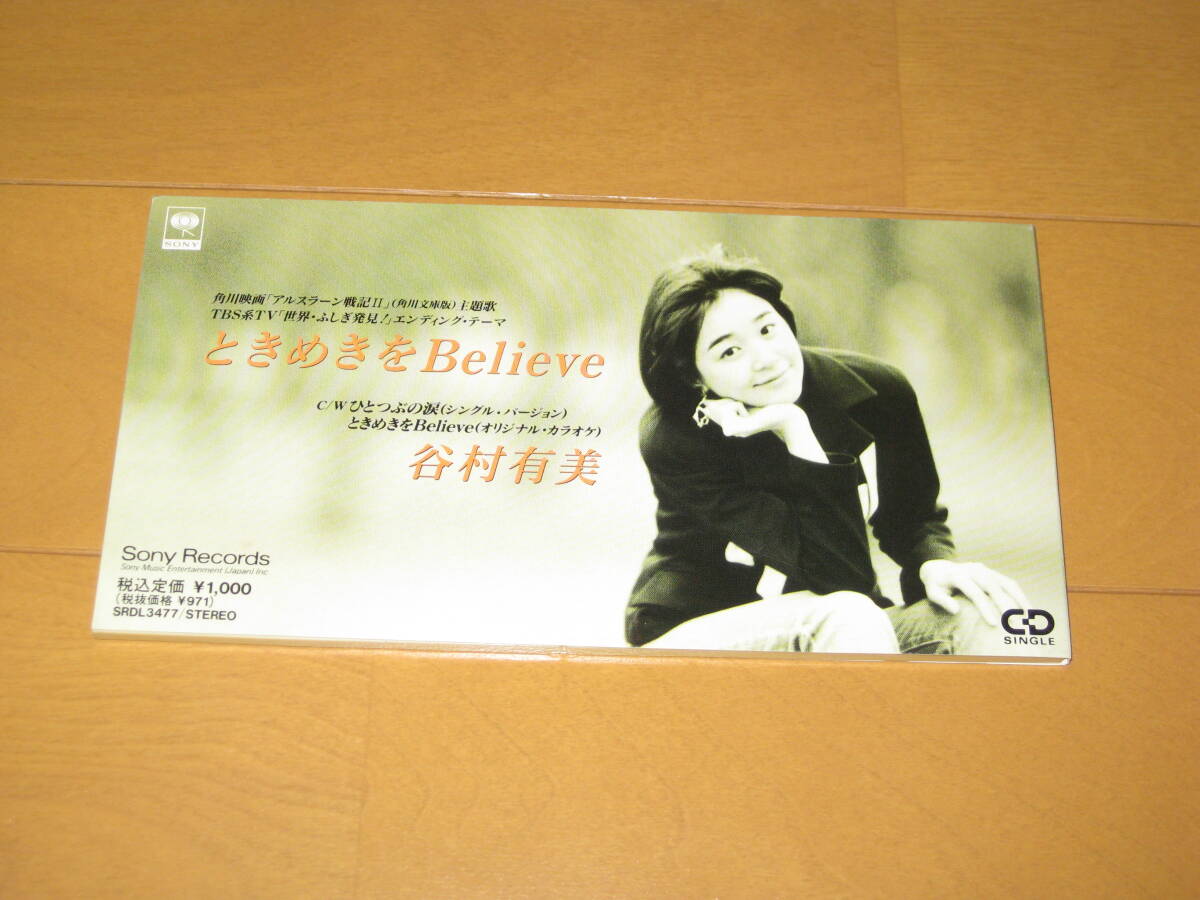 SONY
角川映画「アルスラーン戦記II」(角川文庫版)主題歌
TBS系TV「世界・ふしぎ発見!」エンディング・テーマ
ときめきをBelieve
C/W ひとつぶの涙(シングル・バージョン)
ときめきをBelieve(オリジナル・カラオケ)
谷村有美
Sony Records
Sony Music Entertainment (Japan) Inc
税込定価 ¥1,000
(税抜価格 ¥971)
SRDL3477/STEREO
CD
SINGLE